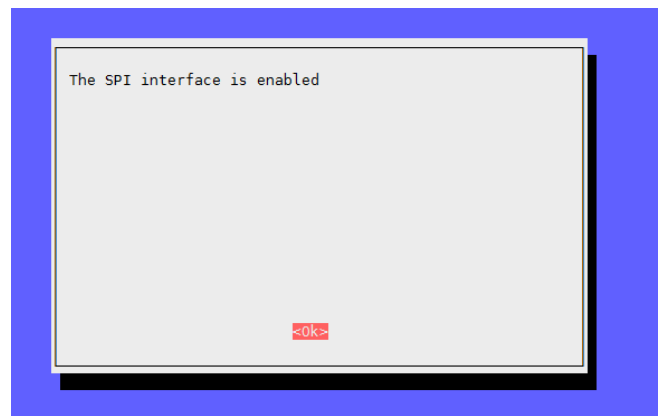 The SPI interface is enabled
<Ok>